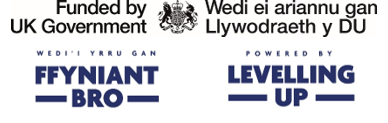 Funded by
UK Government
Wedi ei ariannu gan
Llywodraeth y DU
WEDI'I YRRU GAN
FFYNIANT
BRO
POWERED BY
LEVELLING
UP